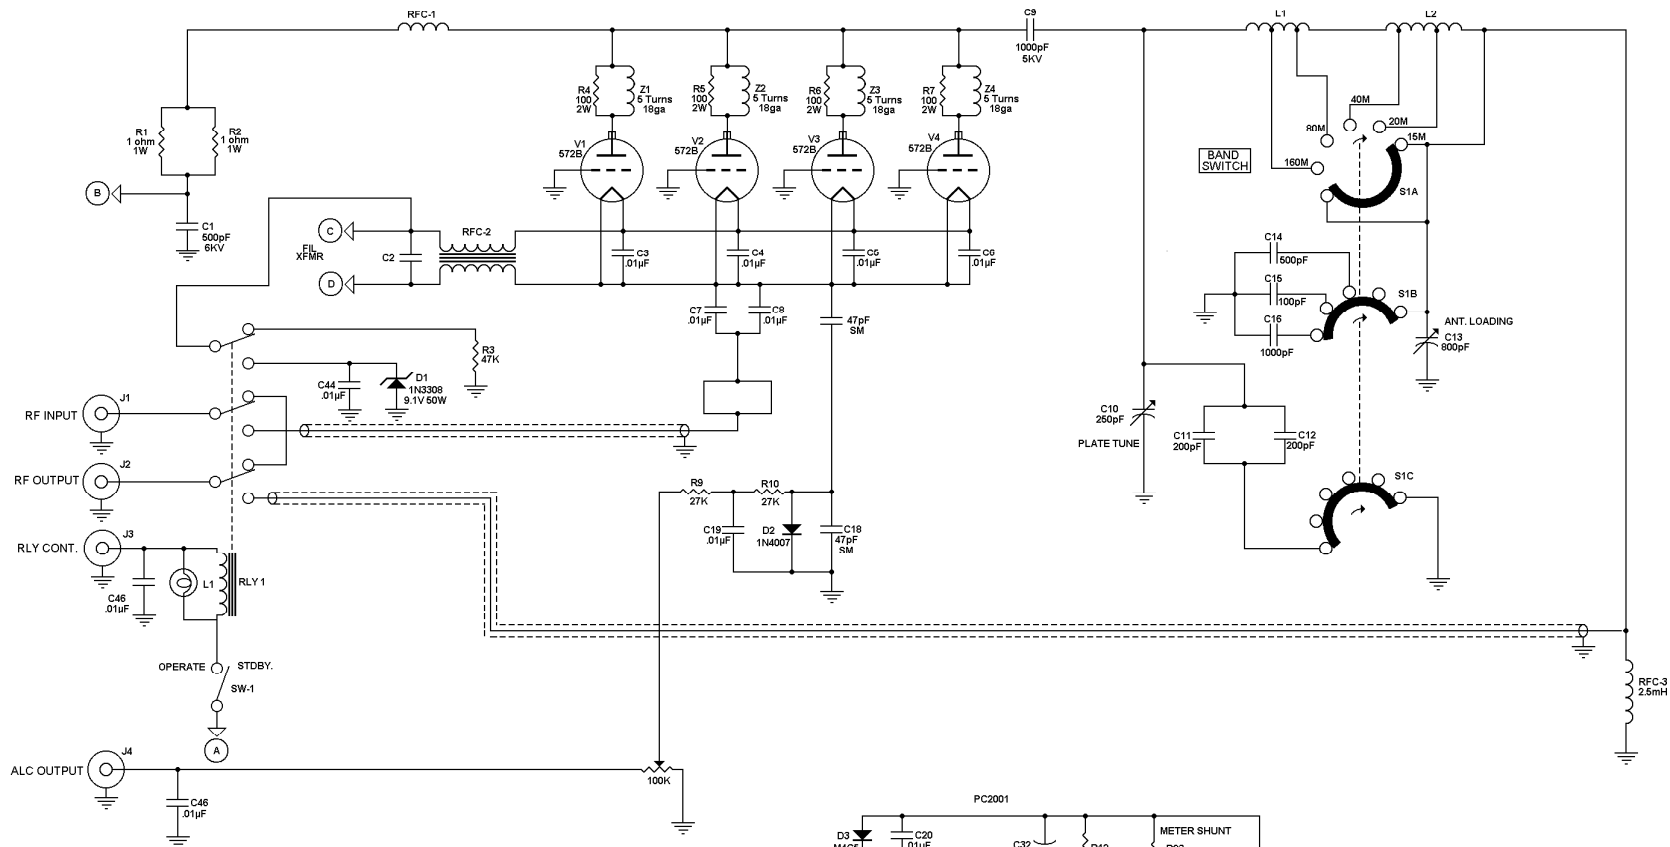 RFC-1
C9
1000pF
5KV
L1
L2
R4
100
2W
Z1
5 Turns
18ga
R5
100
2W
Z2
5 Turns
18ga
R6
100
2W
Z3
5 Turns
18ga
R7
100
2W
Z4
5 Turns
18ga
R1
1 ohm
1W
R2
1 ohm
1W
V1
572B
V2
572B
V3
572B
V4
572B
40M
20M
80M
15M
160M
BAND
SWITCH
S1A
B
C1
500pF
6KV
C
FIL
XFMR
C2
RFC-2
D
C3
.01µF
C4
.01µF
C5
.01µF
C6
.01µF
C7
.01µF
C8
.01µF
47pF
SM
C14
500pF
C15
100pF
C16
1000pF
S1B
ANT. LOADING
C13
800pF
R3
47K
C44
.01µF
D1
1N3308
9.1V 50W
RF INPUT
J1
C10
250pF
PLATE TUNE
C11
200pF
C12
200pF
RF OUTPUT
J2
S1C
R9
27K
R10
27K
C19
.01µF
D2
1N4007
C18
47pF
SM
RLY CONT.
J3
C46
.01µF
L1
RLY 1
OPERATE
STDBY.
SW-1
A
RFC-3
2.5mH
ALC OUTPUT
J4
C46
.01µF
100K
PC2001
D3
C20
C32
METER SHUNT